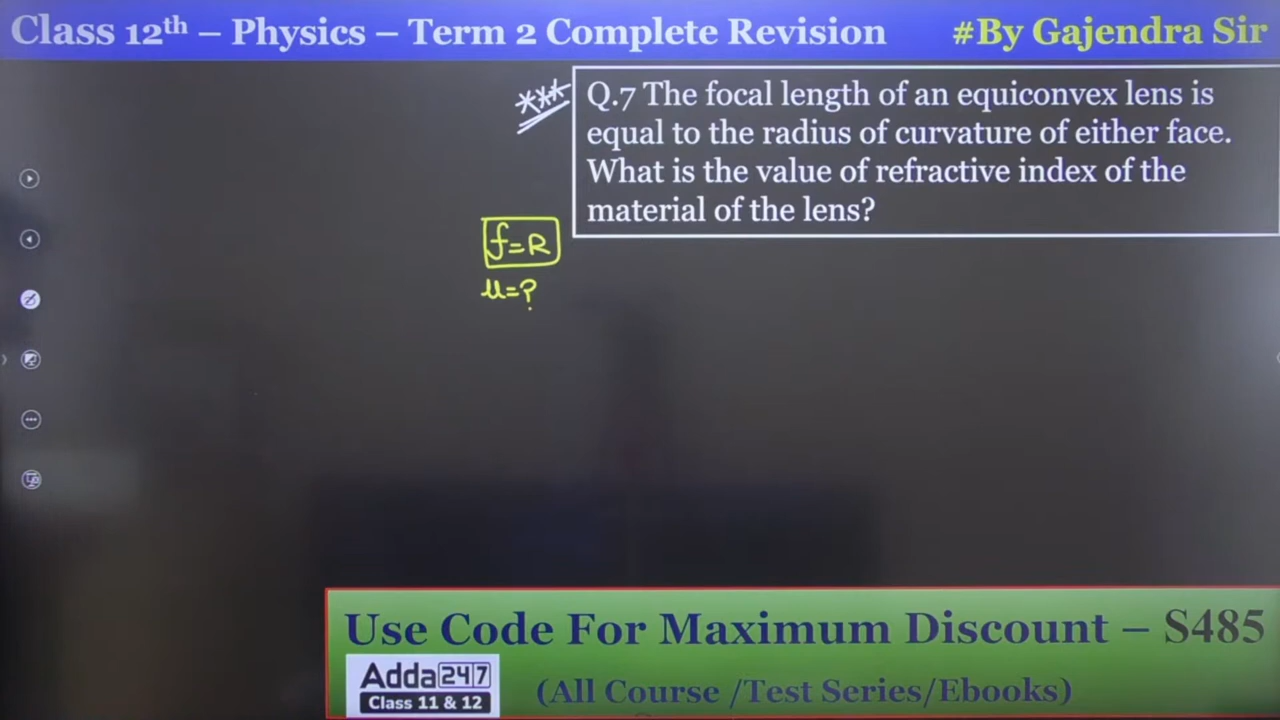 Class 12th – Physics – Term 2 Complete Revision #By Gajendra Sir
*** Q.7 The focal length of an equiconvex lens is
equal to the radius of curvature of either face.
What is the value of refractive index of the
material of the lens?
f=R
μ=?
Use Code For Maximum Discount – S485
Adda247
Class 11 & 12
(All Course /Test Series/Ebooks)